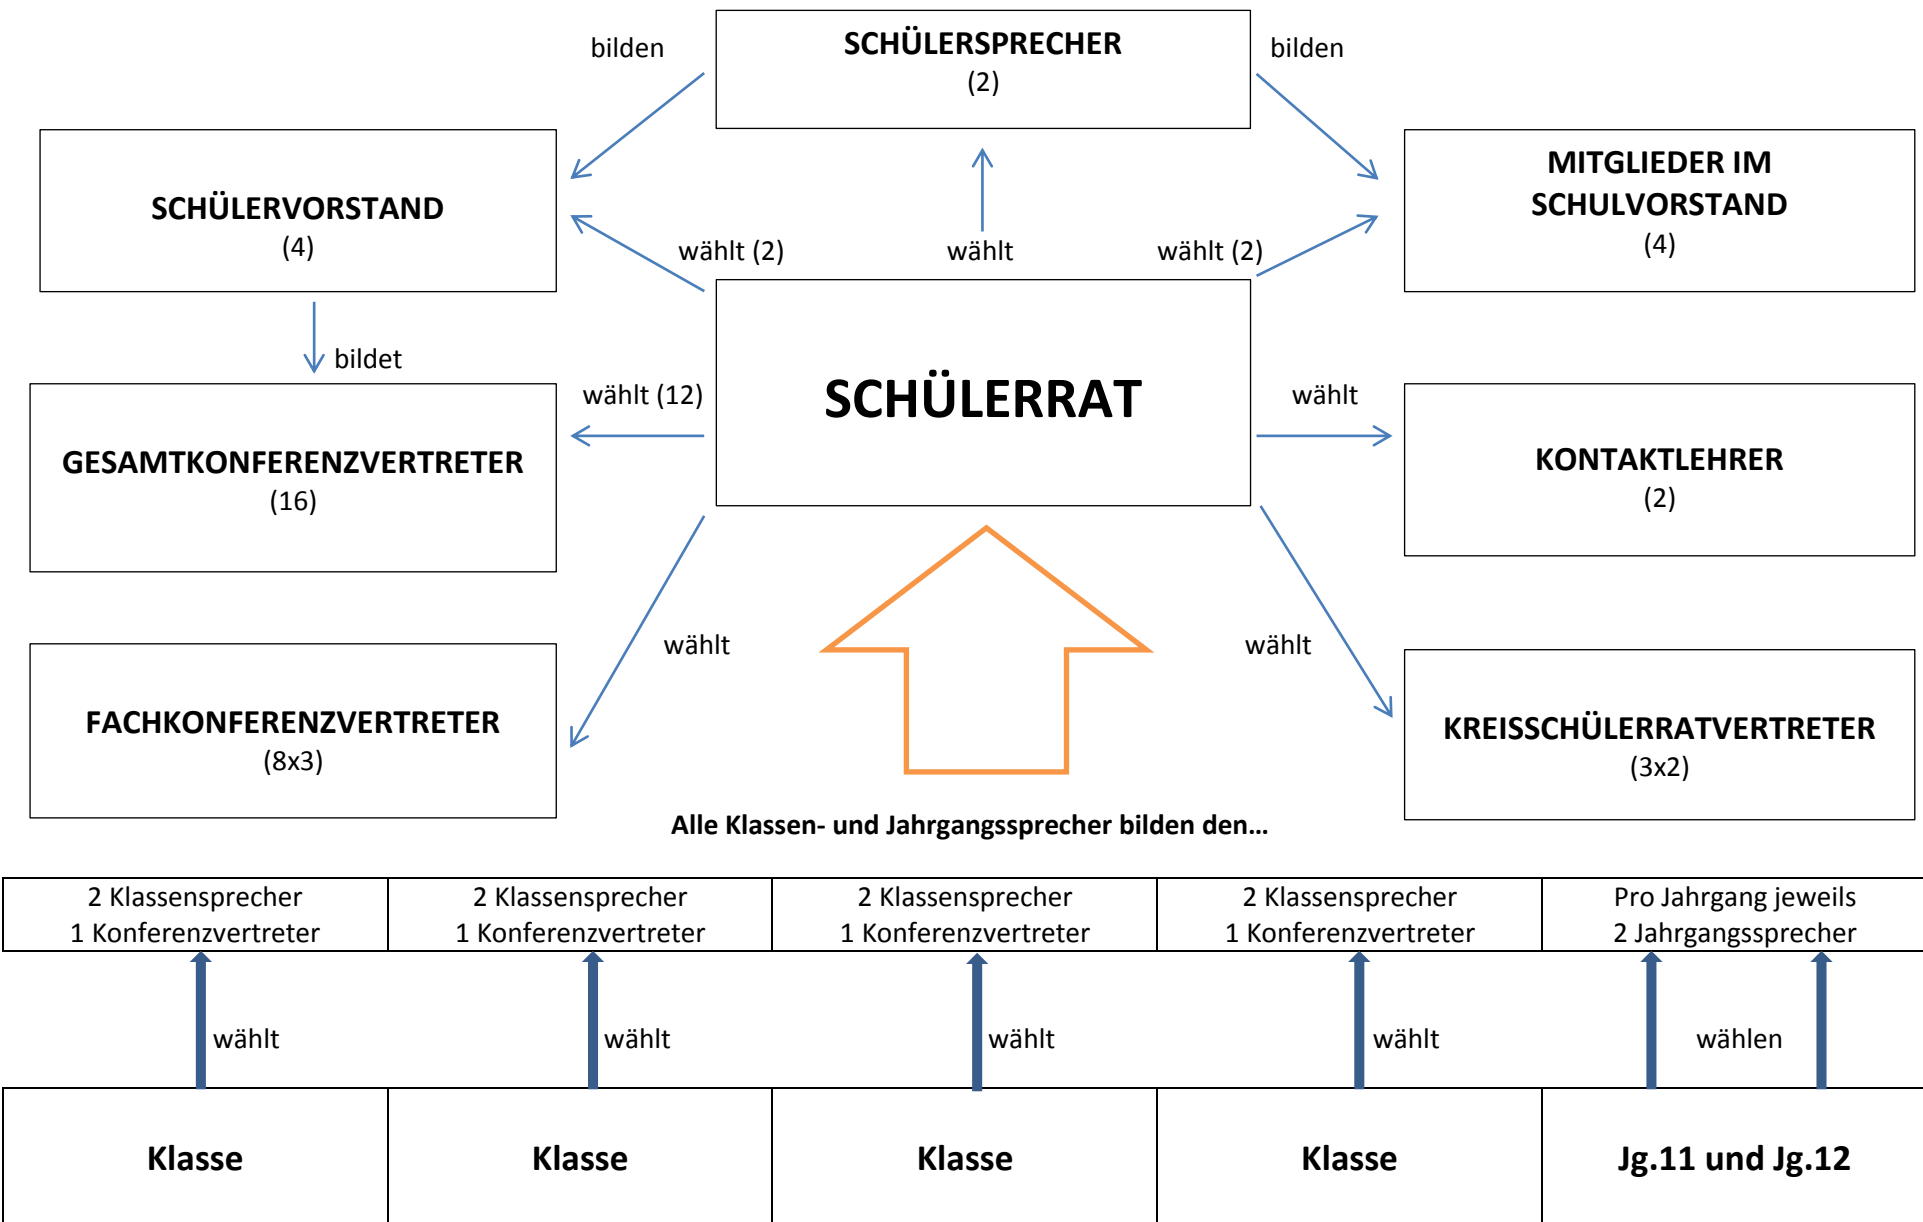 bilden
SCHÜLERSPRECHER
(2)
bilden
SCHÜLERVORSTAND
(4)
MITGLIEDER IM
SCHULVORSTAND
(4)
wählt (2)
wählt
wählt (2)
bildet
SCHÜLERRAT
wählt (12)
wählt
GESAMTKONFERENZVERTRETER
(16)
KONTAKTLEHRER
(2)
wählt
wählt
FACHKONFERENZVERTRETER
(8x3)
KREISSCHÜLERRATVERTRETER
(3x2)
Alle Klassen- und Jahrgangssprecher bilden den…
2 Klassensprecher
1 Konferenzvertreter
2 Klassensprecher
1 Konferenzvertreter
2 Klassensprecher
1 Konferenzvertreter
2 Klassensprecher
1 Konferenzvertreter
Pro Jahrgang jeweils
2 Jahrgangssprecher
wählt
wählt
wählt
wählt
wählen
Klasse
Klasse
Klasse
Klasse
Jg.11 und Jg.12